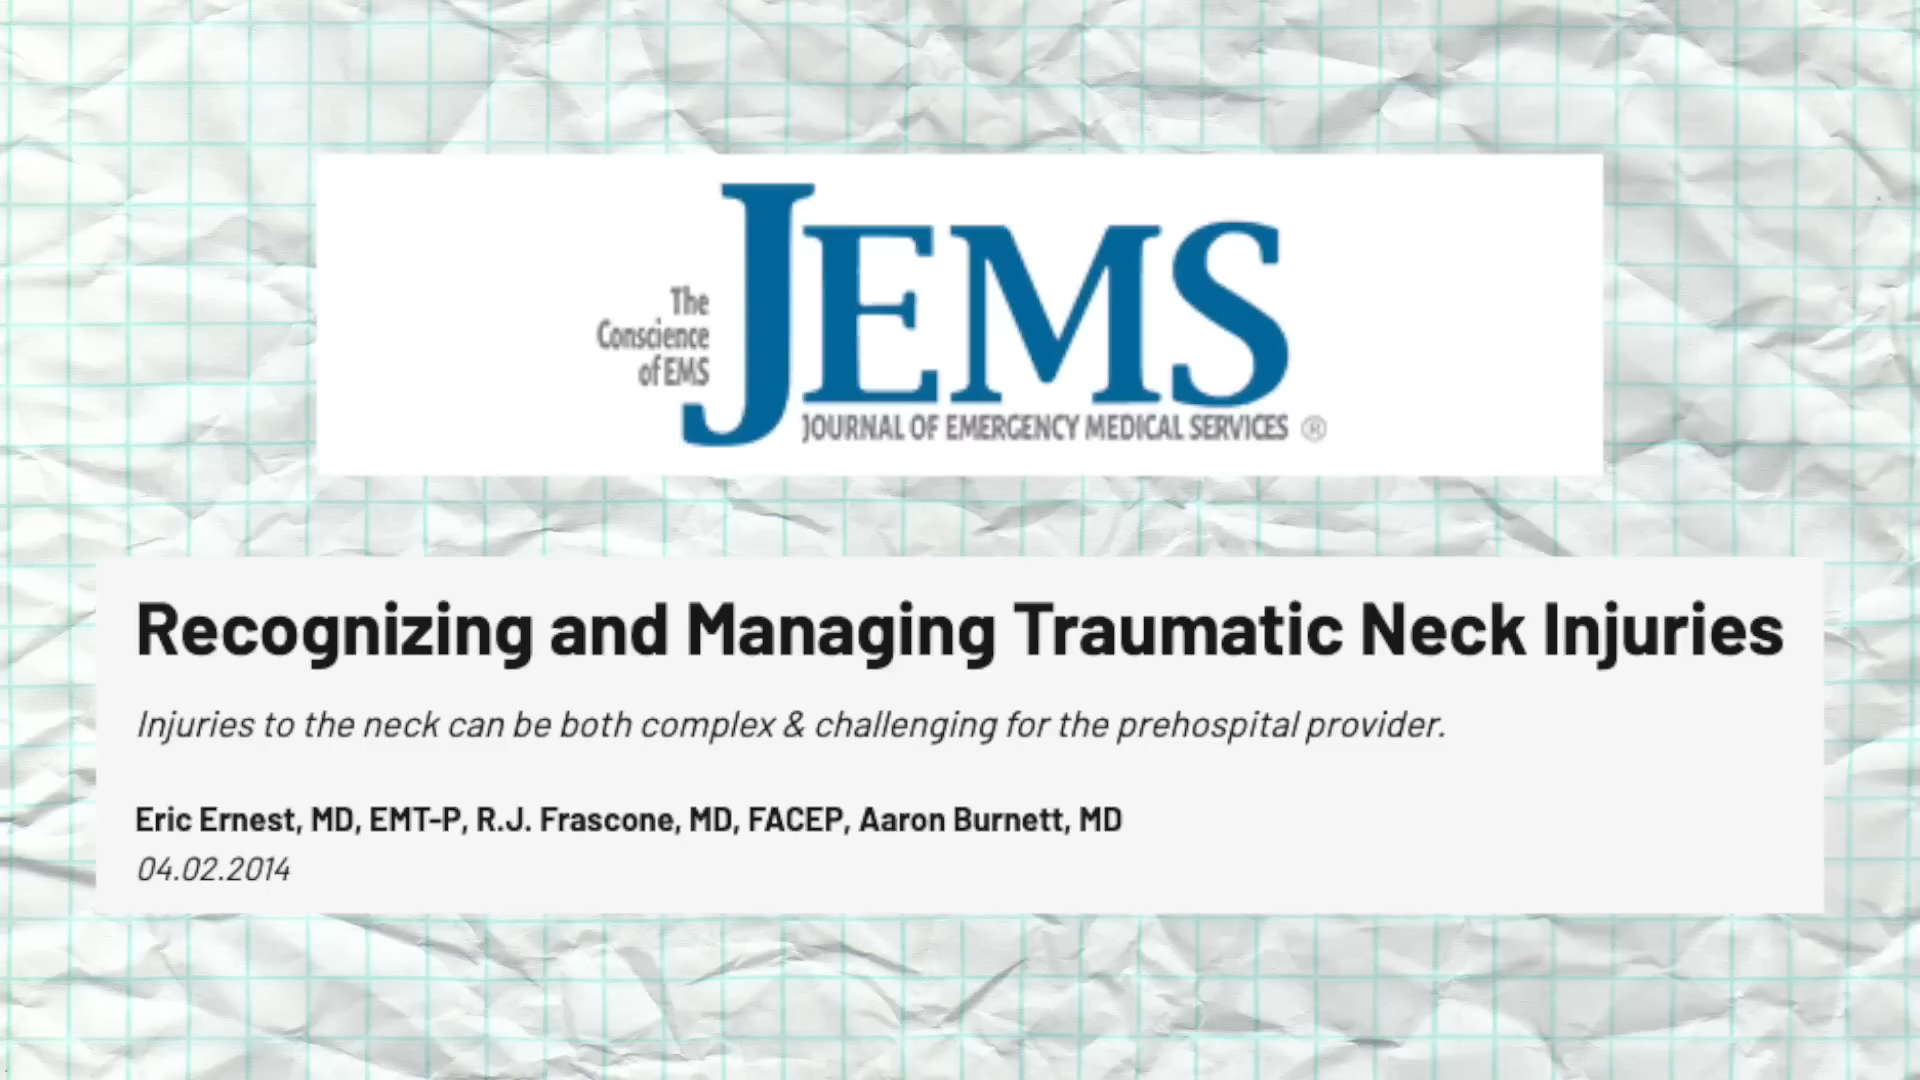 The
Conscience
of EMS
JEMS
JOURNAL OF EMERGENCY MEDICAL SERVICES ®
Recognizing and Managing Traumatic Neck Injuries
Injuries to the neck can be both complex & challenging for the prehospital provider.
Eric Ernest, MD, EMT-P, R.J. Frascone, MD, FACEP, Aaron Burnett, MD
04.02.2014